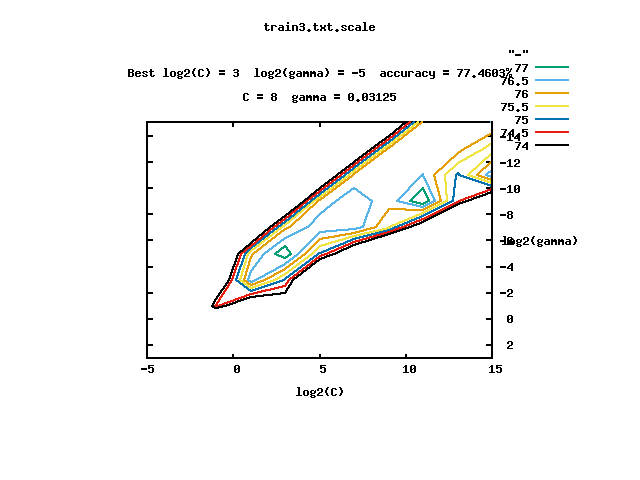 train3.txt.scale
"-"
Best log2(C) = 3  log2(gamma) = -5  accuracy = 77.4603%
77
76.5
C = 8  gamma = 0.03125
76
75.5
75
74.5
74
-14
-12
-10
-8
-6
log2(gamma)
-4
-2
0
2
-5 0 5 10 15
log2(C)